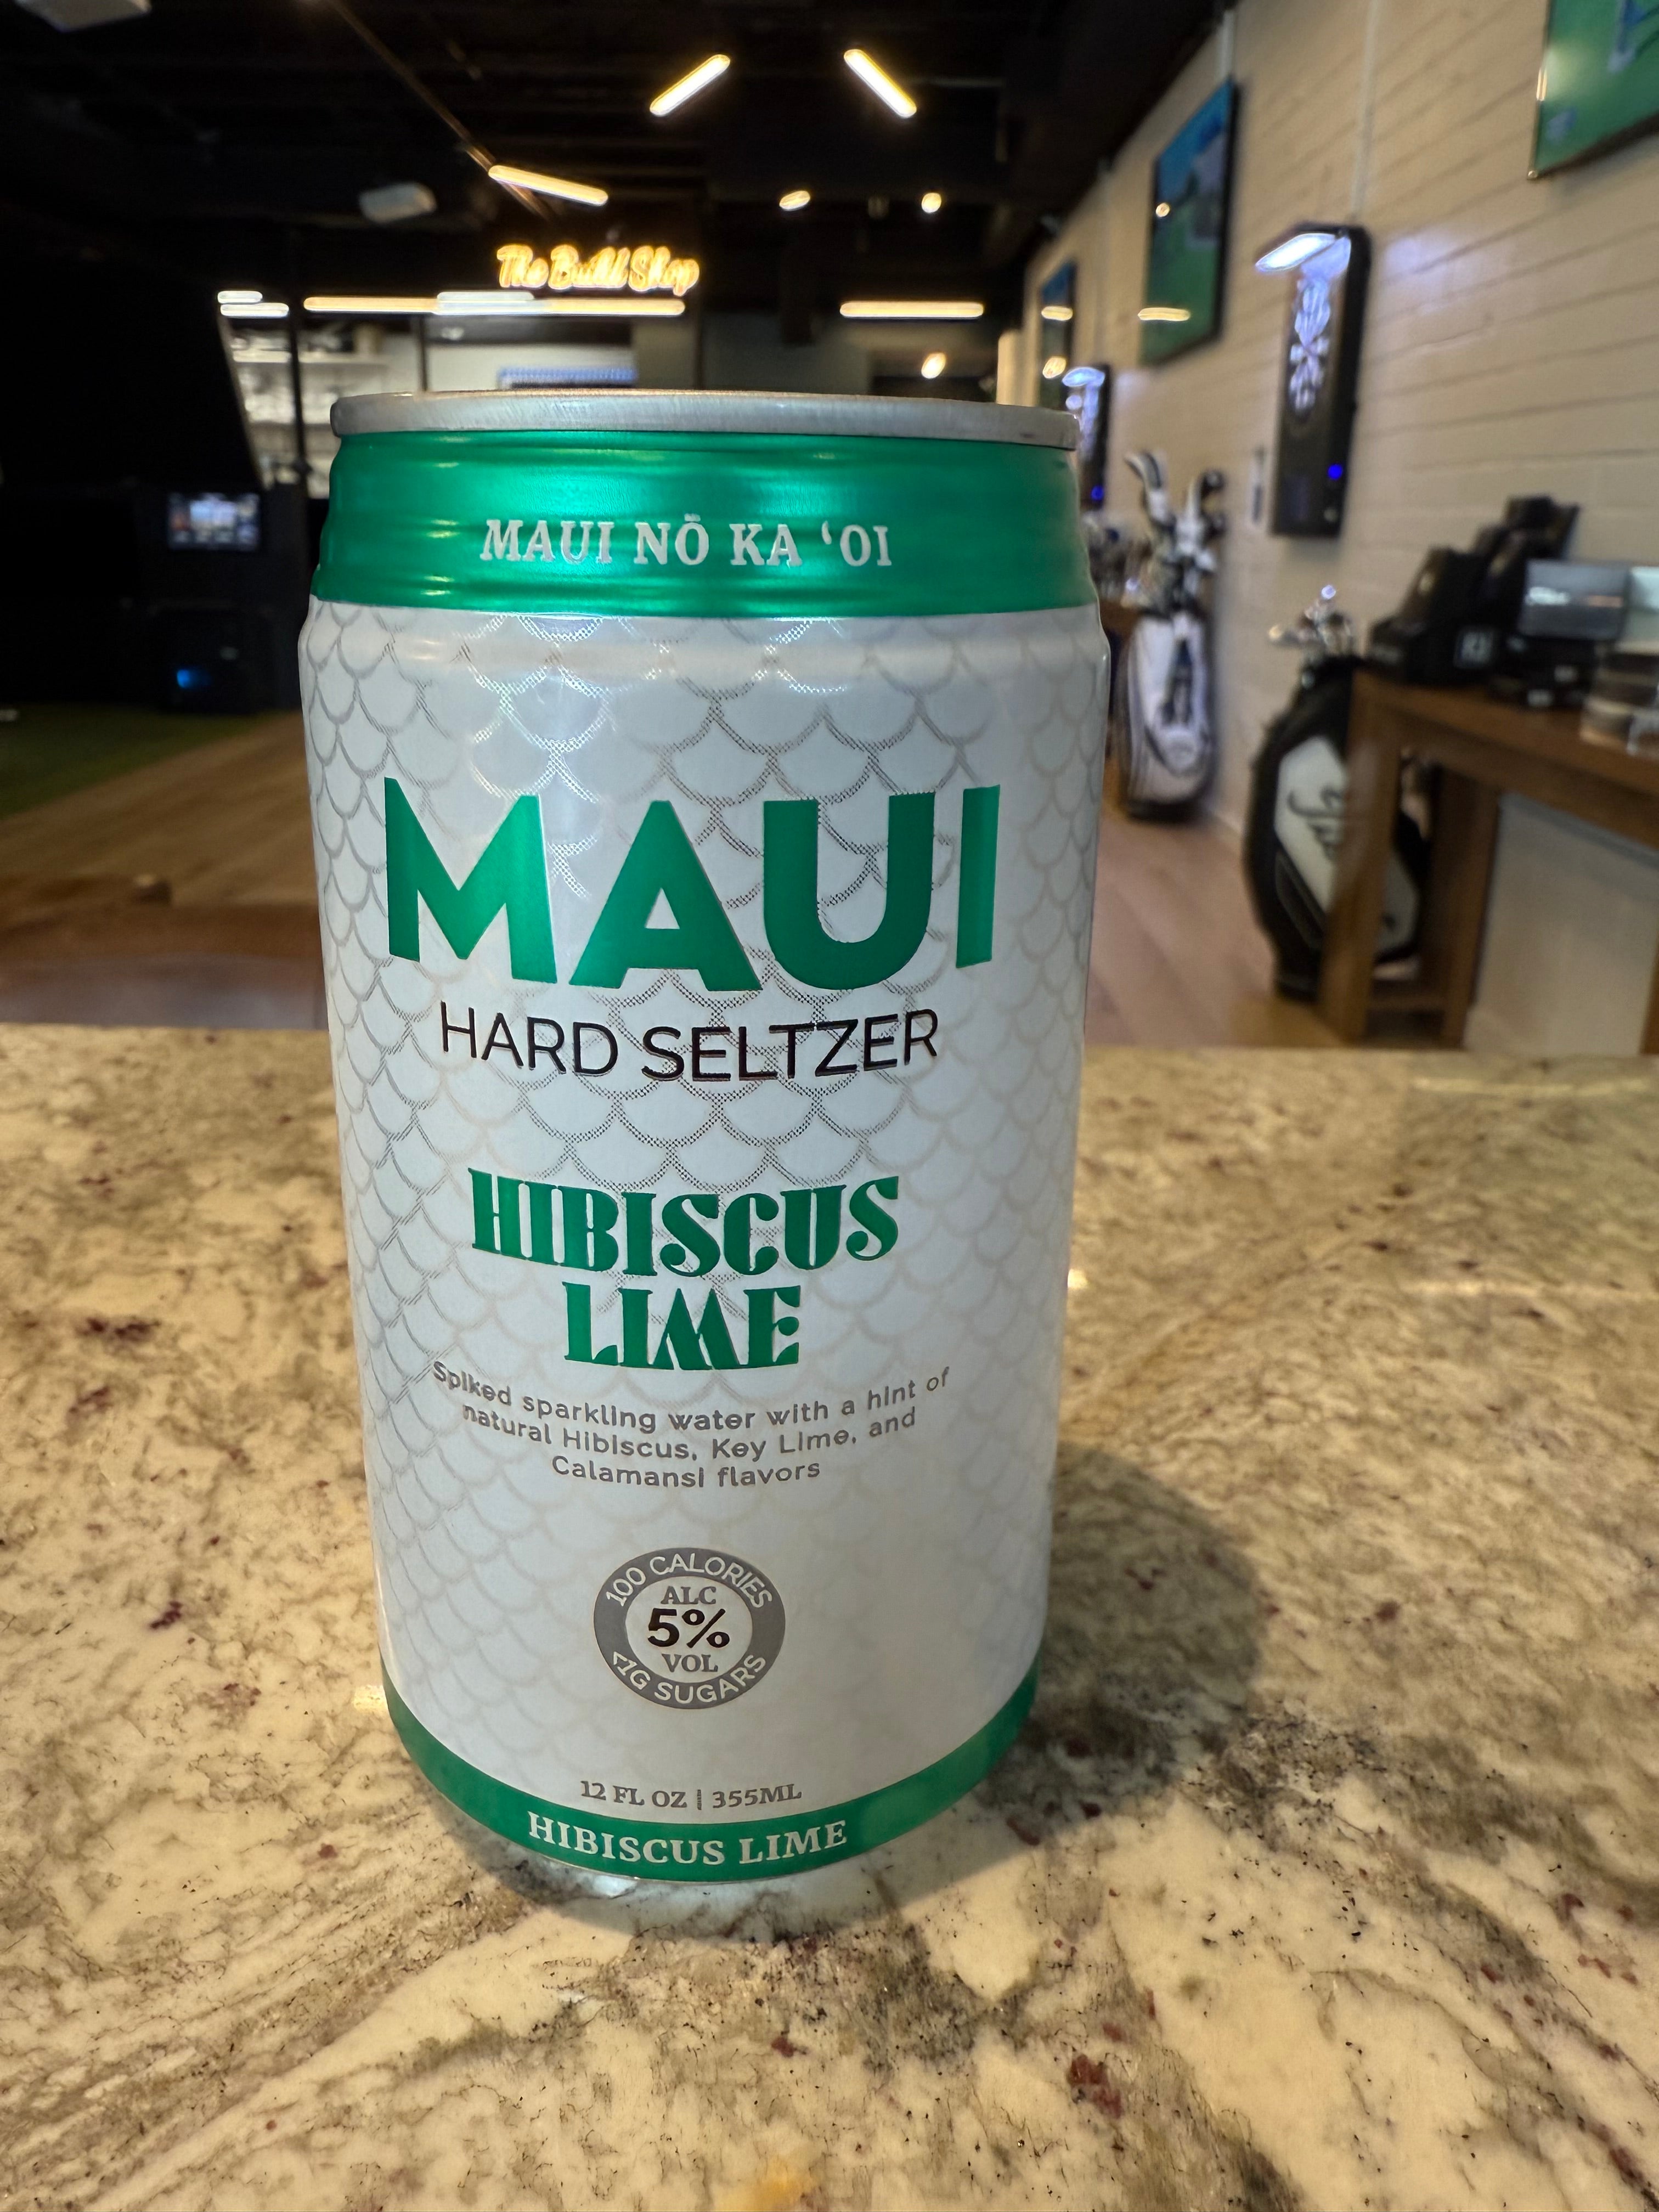 The Build Shop
MAUI NŌ KA ‘OI
MAUI
HARD SELTZER
HIBISCUS
LIME
Spiked sparkling water with a hint of
natural Hibiscus, Key Lime, and
Calamansi flavors
100 CALORIES
ALC
5%
VOL
<1G SUGARS
12 FL OZ | 355ML
HIBISCUS LIME